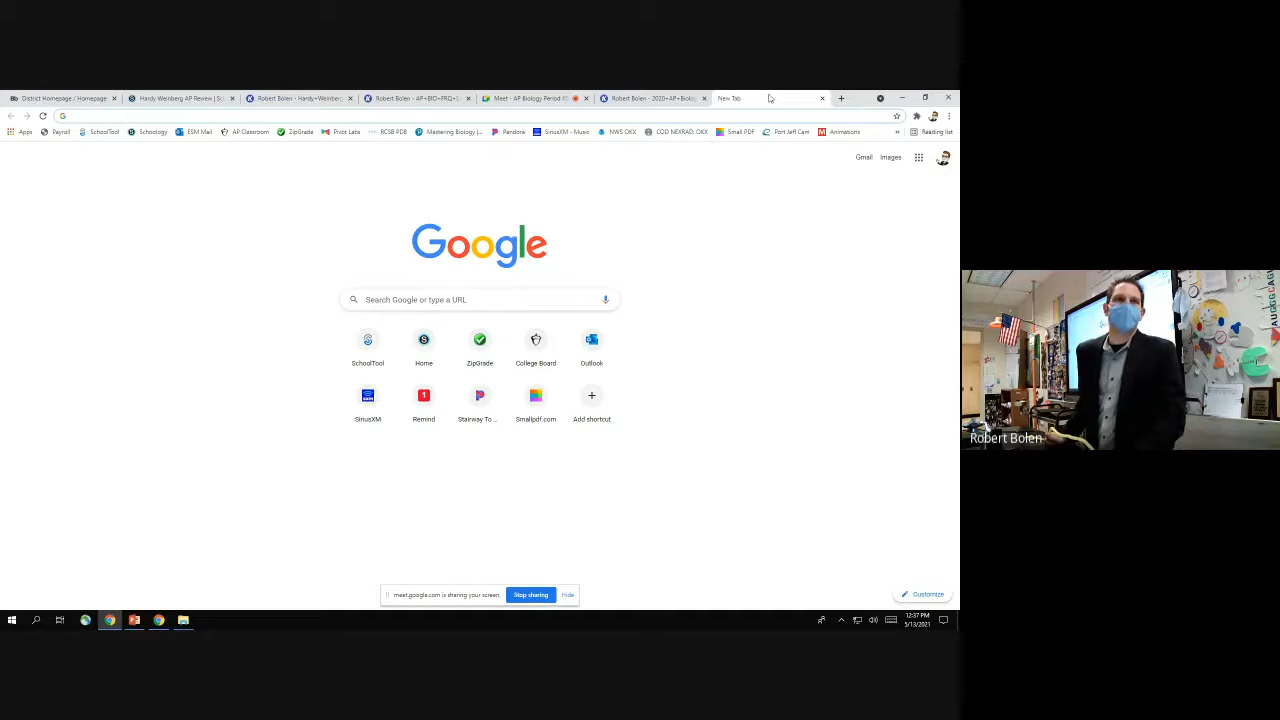 District Homepage / Homepage
Hardy Weinberg AP Review | Sc
Robert Bolen - Hardy+Weinberg
Robert Bolen - AP+BIO+FRQ+E
Meet - AP Biology Period 6
Robert Bolen - 2020+AP+Biolog
New Tab
Apps
Payroll
SchoolTool
Schoology
ESM Mail
AP Classroom
ZipGrade
Pivot Labs
RCSB PDB
Mastering Biology |...
Pandora
SiriusXM - Music
NWS OKX
COD NEXRAD: OKX
Small PDF
Port Jeff Cam
Animations
»
Reading list
Gmail
Images
Google
Search Google or type a URL
SchoolTool
Home
ZipGrade
College Board
Outlook
SiriusXM
Remind
Stairway To ...
Smallpdf.com
Add shortcut
meet.google.com is sharing your screen.
Stop sharing
Hide
Customize
12:37 PM
5/13/2021
Robert Bolen